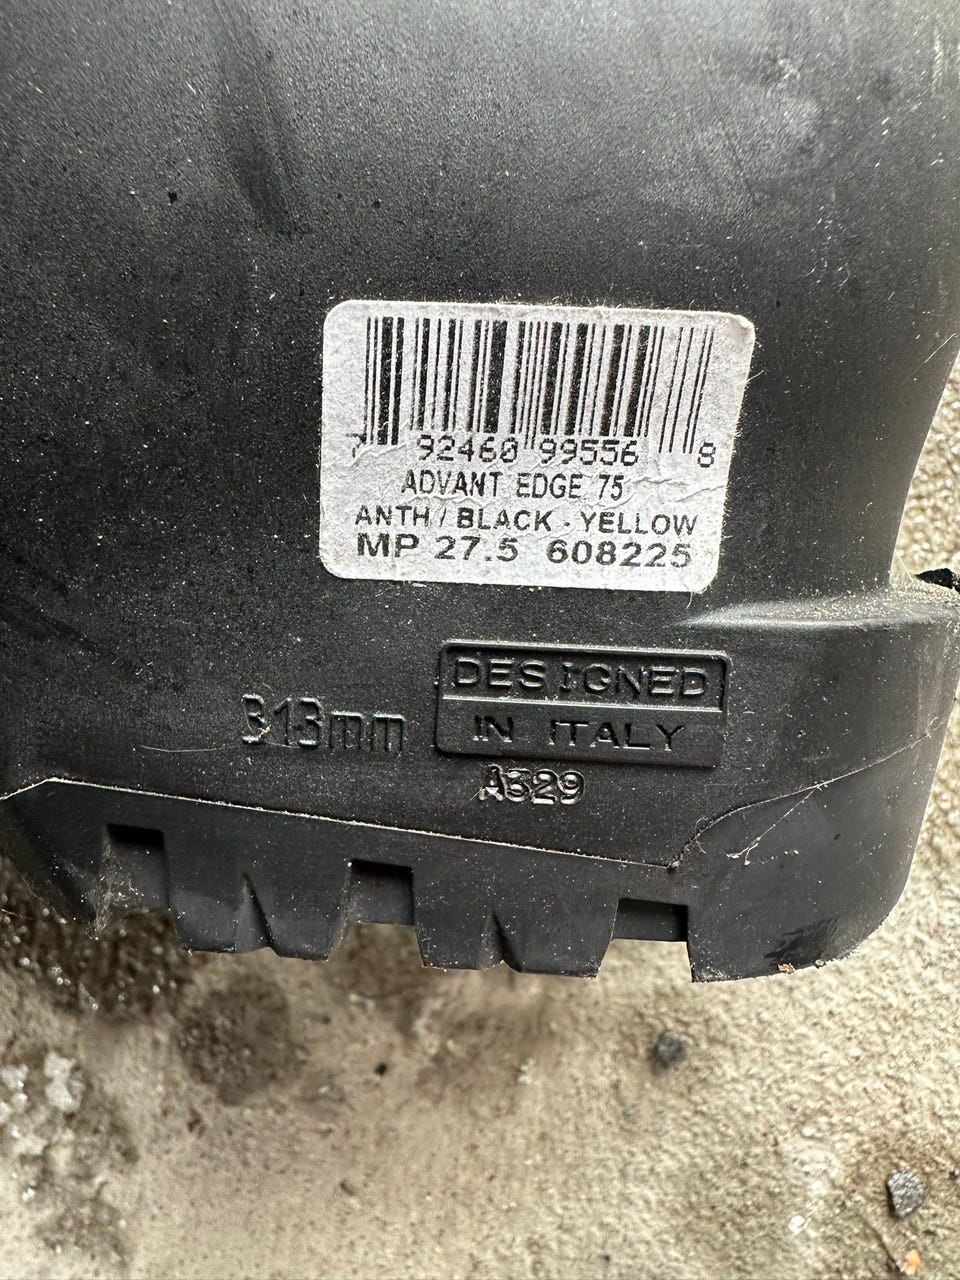 7 92460 99556 8
ADVANT EDGE 75
ANTH / BLACK - YELLOW
MP 27.5 608225
313mm
DESIGNED
IN ITALY
A329